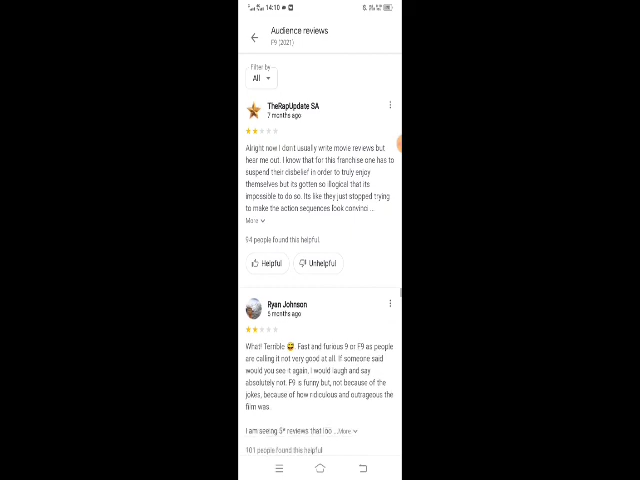 14:10
Audience reviews
F9 (2021)
Filter by
All
TheRapUpdate SA
7 months ago
Alright now I don't usually write movie reviews but
hear me out. I know that for this franchise one has to
suspend their disbelief in order to truly enjoy
themselves but its gotten so illogical that its
impossible to do so. Its like they just stopped trying
to make the action sequences look convinci ...
More
94 people found this helpful.
Helpful
Unhelpful
Ryan Johnson
5 months ago
What! Terrible 😅. Fast and furious 9 or F9 as people
are calling it not very good at all. If someone said
would you see it again, I would laugh and say
absolutely not. F9 is funny but, not because of the
jokes, because of how ridiculous and outrageous the
film was.
I am seeing 5* reviews that loo ...More
101 people found this helpful